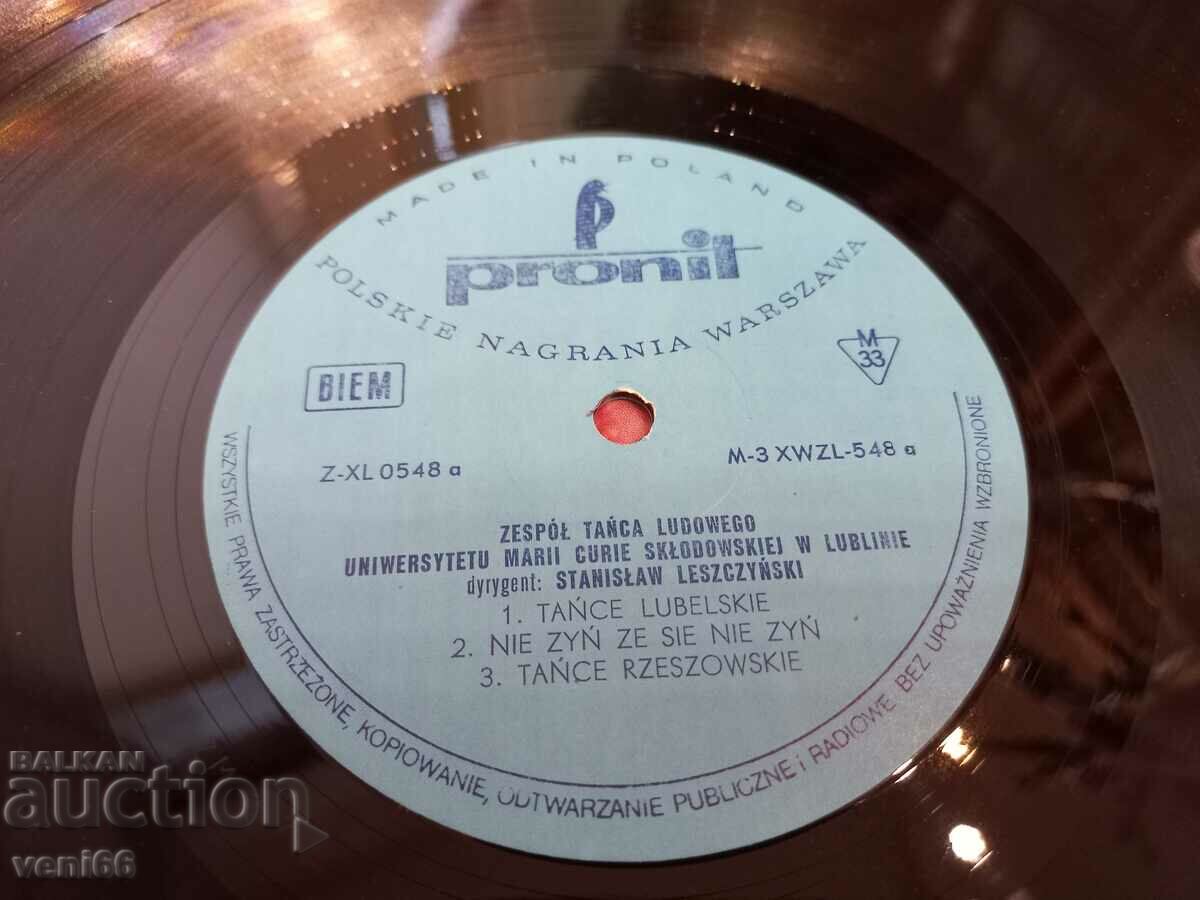 MADE IN POLAND
pronit
POLSKIE NAGRANIA WARSZAWA
BIEM
M
33
Z-XL 0548 a
M-3 XWZL-548 a
ZESPÓŁ TAŃCA LUDOWEGO
UNIWERSYTETU MARII CURIE SKŁODOWSKIEJ W LUBLINIE
dyrygent: STANISŁAW LESZCZYŃSKI
1. TAŃCE LUBELSKIE
2. NIE ZYŃ ZE SIE NIE ZYŃ
3. TAŃCE RZESZOWSKIE
WSZYSTKIE PRAWA ZASTRZEŻONE, KOPIOWANIE, ODTWARZANIE PUBLICZNE i RADIOWE BEZ UPOWAŻNIENIA WZBRONIONE
BALKAN
auction
veni66